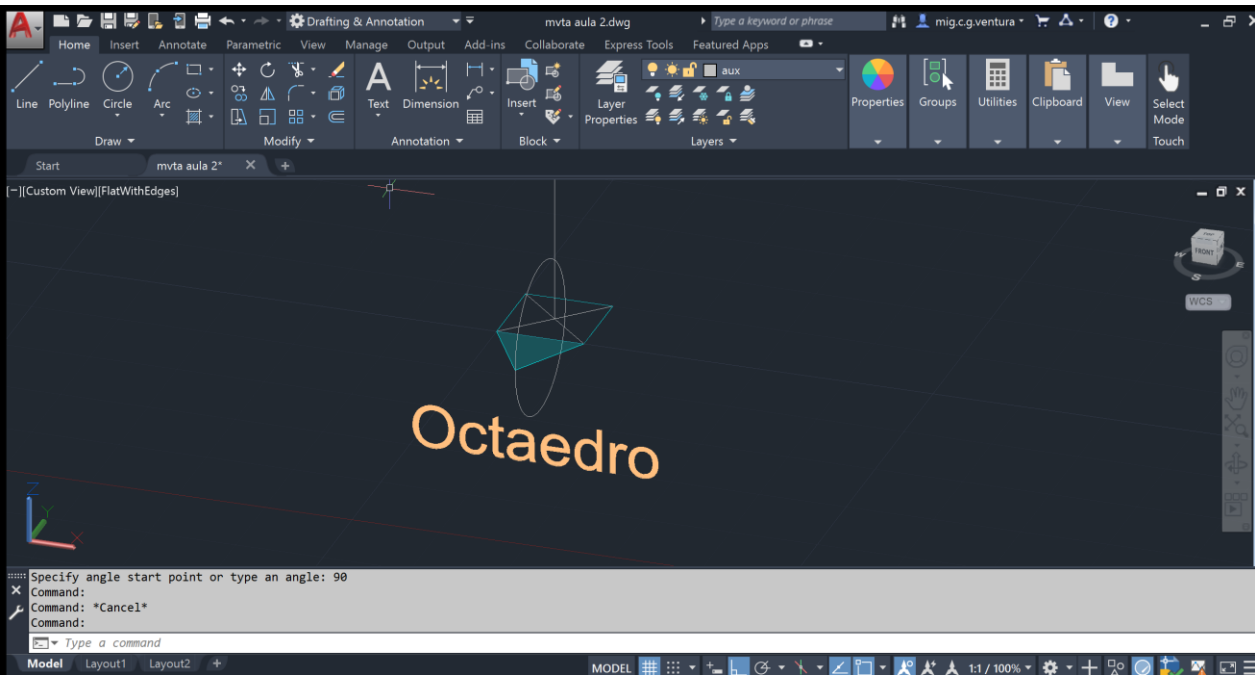 A Drafting & Annotation mvta aula 2.dwg Type a keyword or phrase mig.c.g.ventura ?
Home Insert Annotate Parametric View Manage Output Add-ins Collaborate Express Tools Featured Apps
A aux
Line Polyline Circle Arc Text Dimension Insert Layer Properties Properties Groups Utilities Clipboard View Select Mode
Draw Modify Annotation Block Layers Touch
Start mvta aula 2* × +
[−][Custom View][FlatWithEdges]
FRONT
W S E
WCS
Octaedro
Z
Y
X
Specify angle start point or type an angle: 90
Command:
Command: *Cancel*
Command:
Type a command
Model Layout1 Layout2 + MODEL 1:1 / 100%